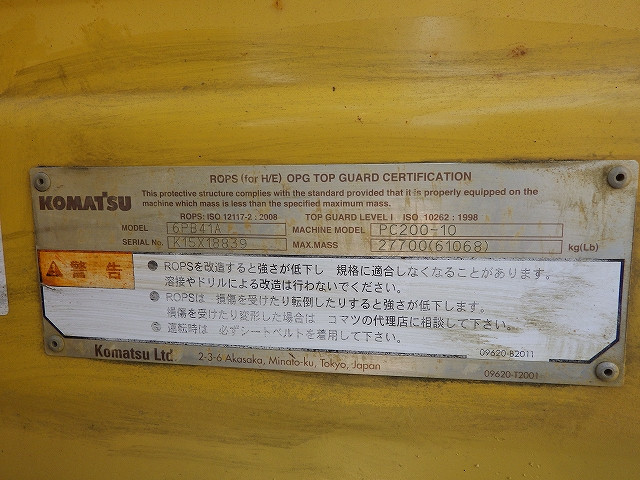 ROPS (for H/E) OPG TOP GUARD CERTIFICATION
KOMATSU
This protective structure complies with the standard provided that it is properly equipped on the
machine which mass is less than the specified maximum mass.
ROPS: ISO 12117-2 : 2008 TOP GUARD LEVEL I ISO 10262 : 1998
MODEL 6PB41A MACHINE MODEL PC200-10
SERIAL No. K15X18839 MAX.MASS 27700(61068) kg(Lb)
警告
● ROPSを改造すると強さが低下し 規格に適合しなくなることがあります。
溶接やドリルによる改造は行わないでください。
● ROPSは 損傷を受けたり転倒したりすると強さが低下します。
損傷を受けたり変形した場合は コマツの代理店に相談して下さい。
● 運転時は 必ずシートベルトを着用して下さい。
09620-B2011
Komatsu Ltd. 2-3-6 Akasaka, Minato-ku, Tokyo, Japan
09620-T2001